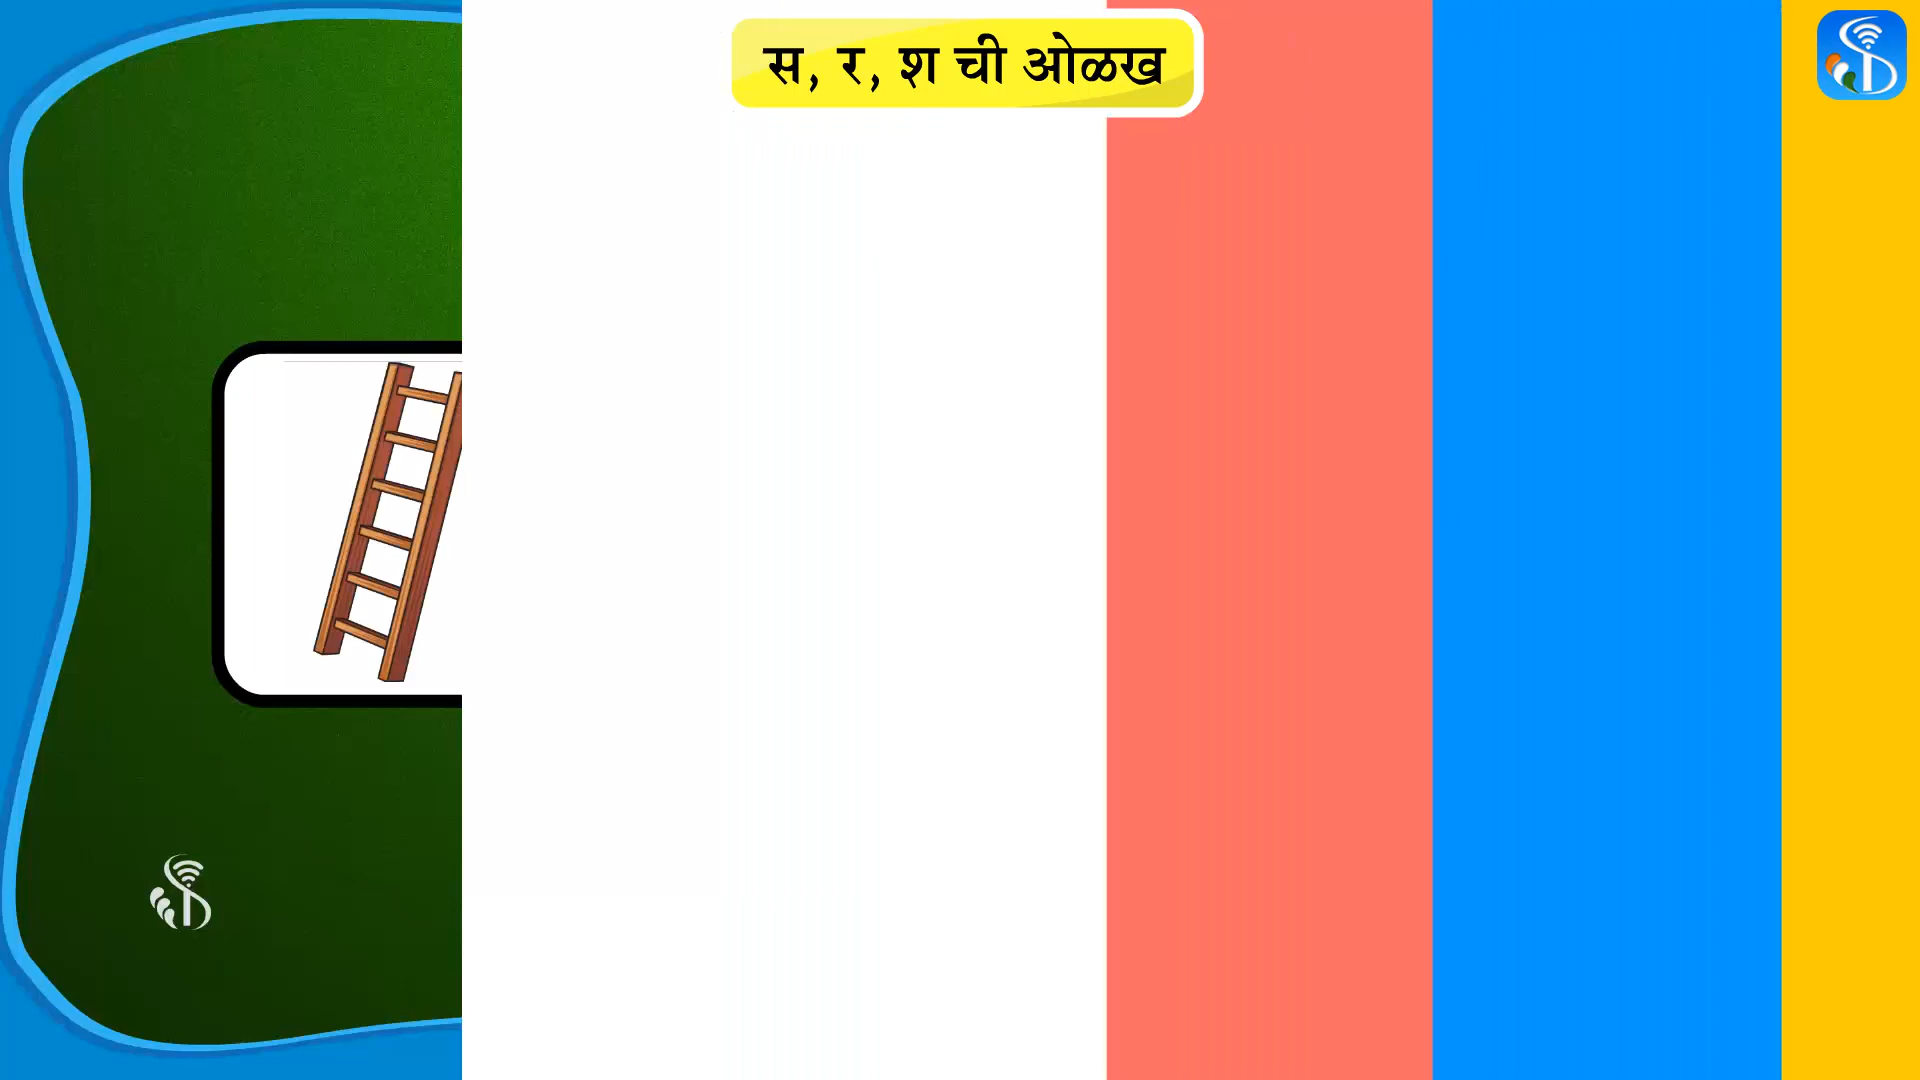 स, र, श ची ओळख